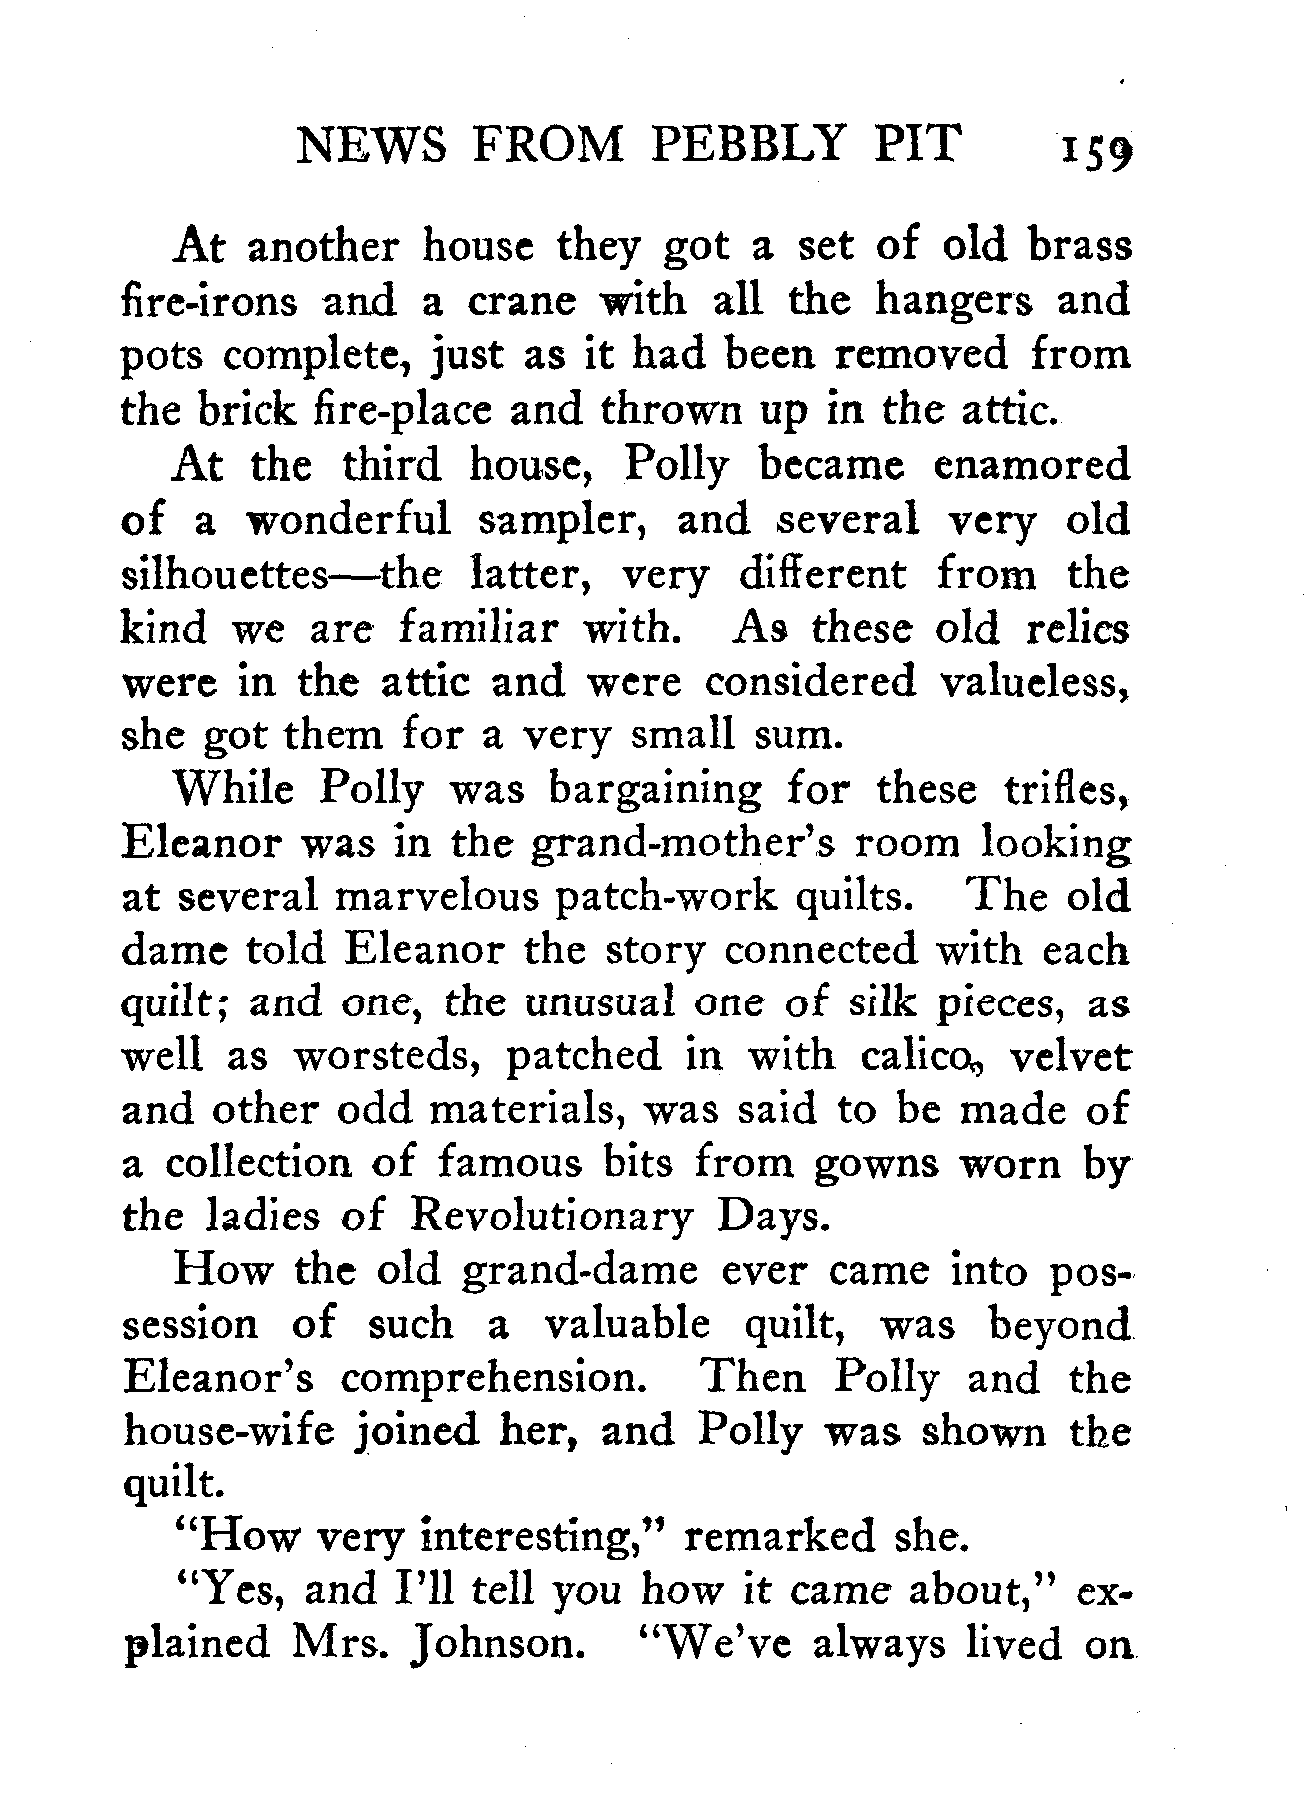 NEWS FROM PEBBLY PIT 159
At another house they got a set of old brass
fire-irons and a crane with all the hangers and
pots complete, just as it had been removed from
the brick fire-place and thrown up in the attic.
At the third house, Polly became enamored
of a wonderful sampler, and several very old
silhouettes—the latter, very different from the
kind we are familiar with. As these old relics
were in the attic and were considered valueless,
she got them for a very small sum.
While Polly was bargaining for these trifles,
Eleanor was in the grand-mother's room looking
at several marvelous patch-work quilts. The old
dame told Eleanor the story connected with each
quilt; and one, the unusual one of silk pieces, as
well as worsteds, patched in with calico, velvet
and other odd materials, was said to be made of
a collection of famous bits from gowns worn by
the ladies of Revolutionary Days.
How the old grand-dame ever came into pos-
session of such a valuable quilt, was beyond
Eleanor's comprehension. Then Polly and the
house-wife joined her, and Polly was shown the
quilt.
"How very interesting," remarked she.
"Yes, and I'll tell you how it came about," ex-
plained Mrs. Johnson. "We've always lived on